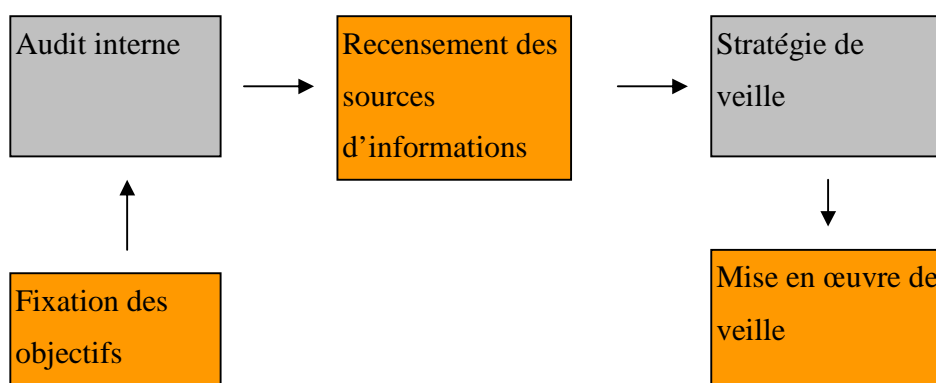 Audit interne
Recensement des
sources
d’informations
Stratégie de
veille
Fixation des
objectifs
Mise en œuvre de
veille